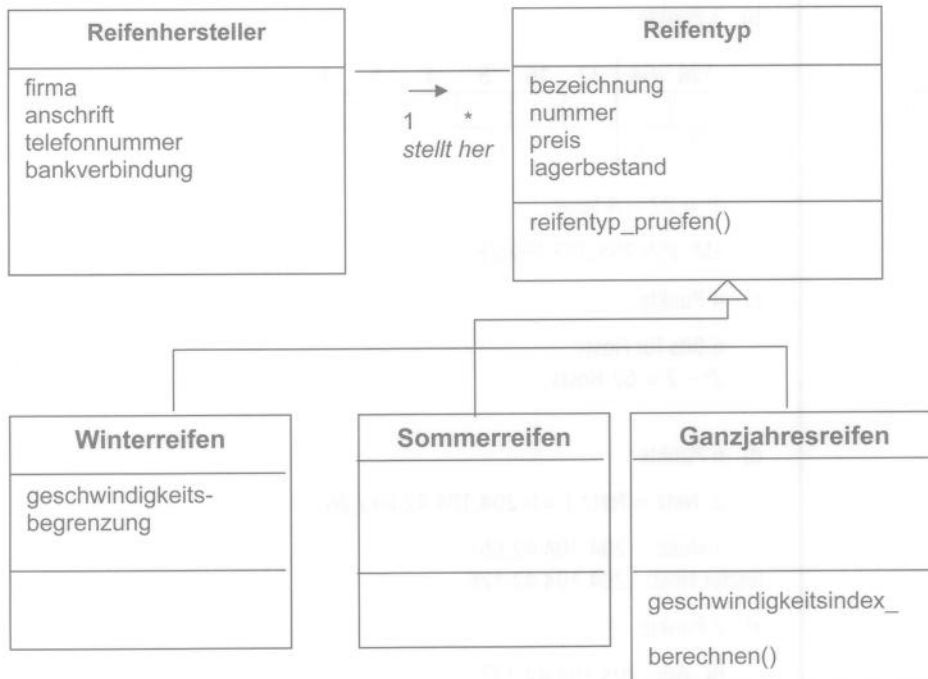 Reifenhersteller
firma
anschrift
telefonnummer
bankverbindung
1 *
stellt her
Reifentyp
bezeichnung
nummer
preis
lagerbestand
reifentyp_pruefen()
Winterreifen
geschwindigkeits-
begrenzung
Sommerreifen
Ganzjahresreifen
geschwindigkeitsindex_
berechnen()